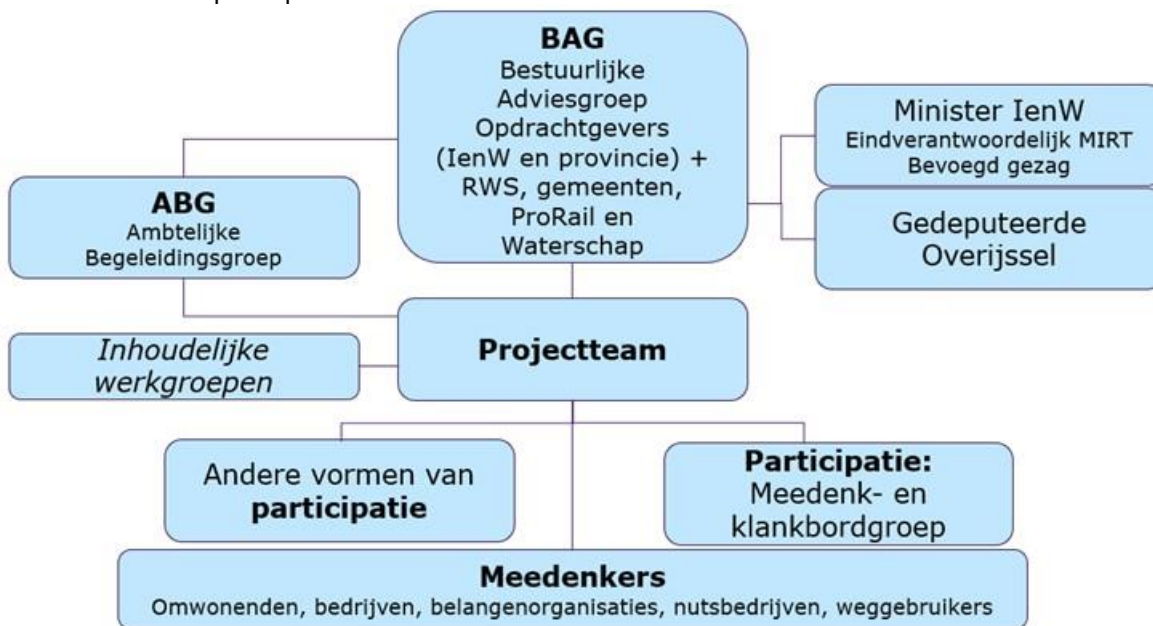 BAG
Bestuurlijke
Adviesgroep
Opdrachtgevers
(IenW en provincie) +
RWS, gemeenten,
ProRail en
Waterschap
Minister IenW
Eindverantwoordelijk MIRT
Bevoegd gezag
Gedeputeerde
Overijssel
ABG
Ambtelijke
Begeleidingsgroep
Projectteam
Inhoudelijke
werkgroepen
Andere vormen van
participatie
Participatie:
Meedenk- en
klankbordgroep
Meedenkers
Omwonenden, bedrijven, belangenorganisaties, nutsbedrijven, weggebruikers